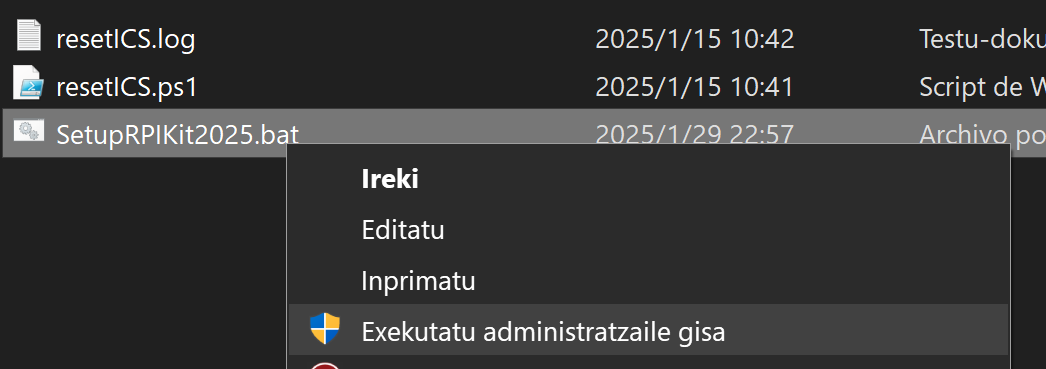 resetICS.log 2025/1/15 10:42 Testu-doku
resetICS.ps1 2025/1/15 10:41 Script de W
SetupRPIKit2025.bat 2025/1/29 22:57 Archivo po
Ireki
Editatu
Inprimatu
Exekutatu administratzaile gisa